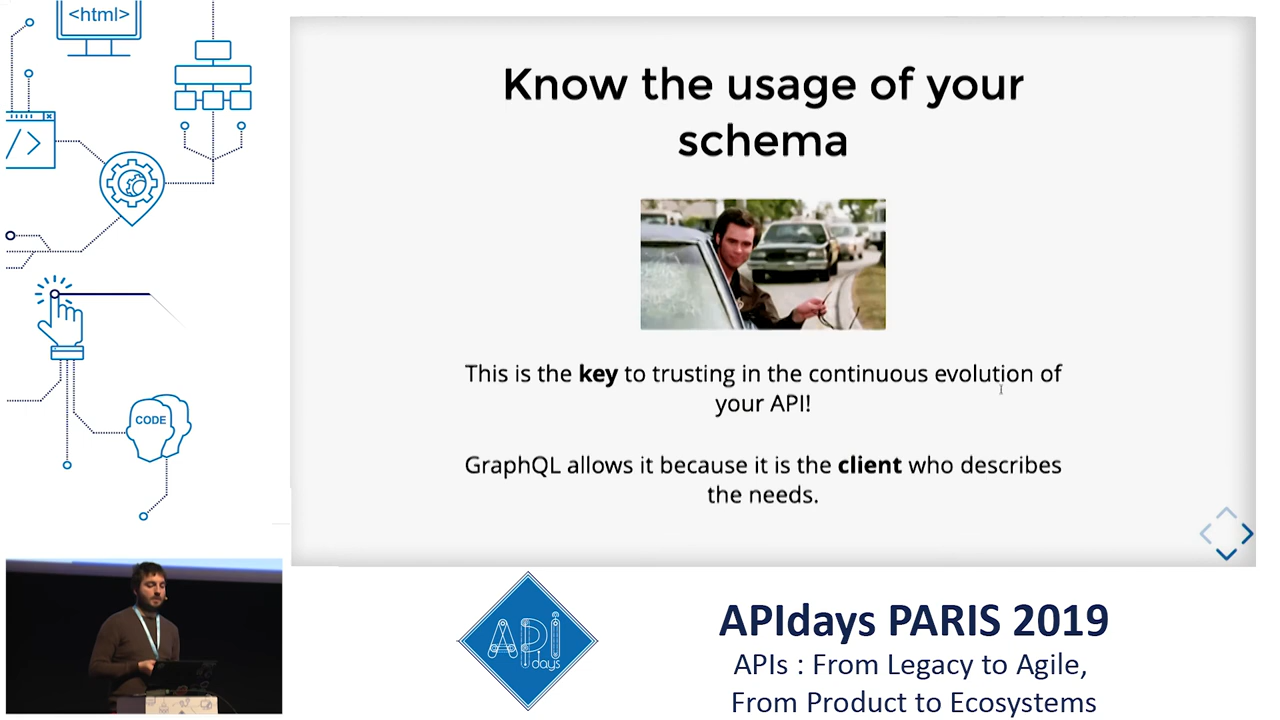 <html>
Know the usage of your
schema
</>
This is the key to trusting in the continuous evolution of
your API!
CODE
GraphQL allows it because it is the client who describes
the needs.
API
days
APIdays PARIS 2019
APIs : From Legacy to Agile,
From Product to Ecosystems